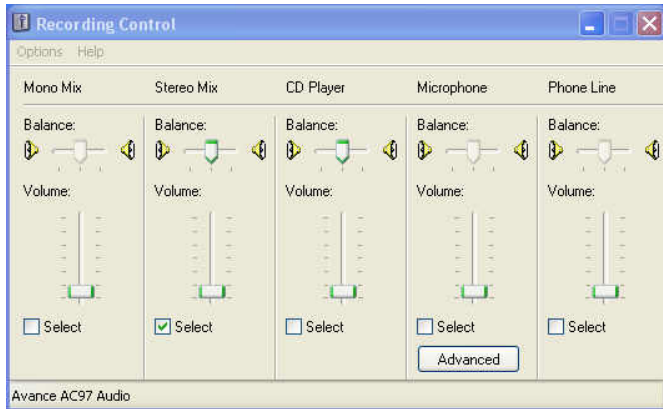 Recording Control
Options Help
Mono Mix Stereo Mix CD Player Microphone Phone Line
Balance: Balance: Balance: Balance: Balance:
Volume: Volume: Volume: Volume: Volume:
Select Select Select Select Select
Advanced
Avance AC97 Audio